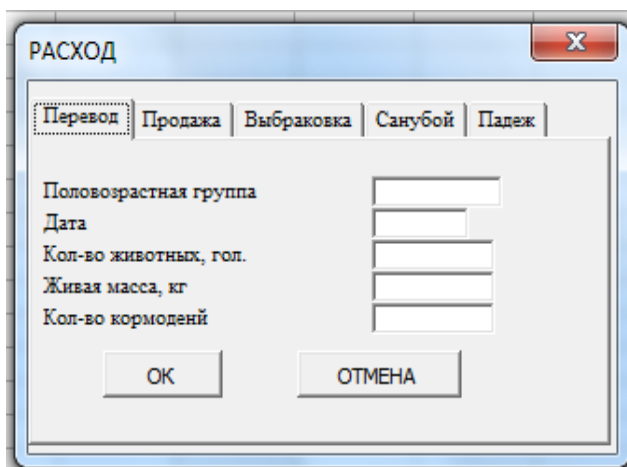 РАСХОД
Перевод Продажа Выбраковка Санубой Падеж
Половозрастная группа
Дата
Кол-во животных, гол.
Живая масса, кг
Кол-во кормоденй
ОК ОТМЕНА